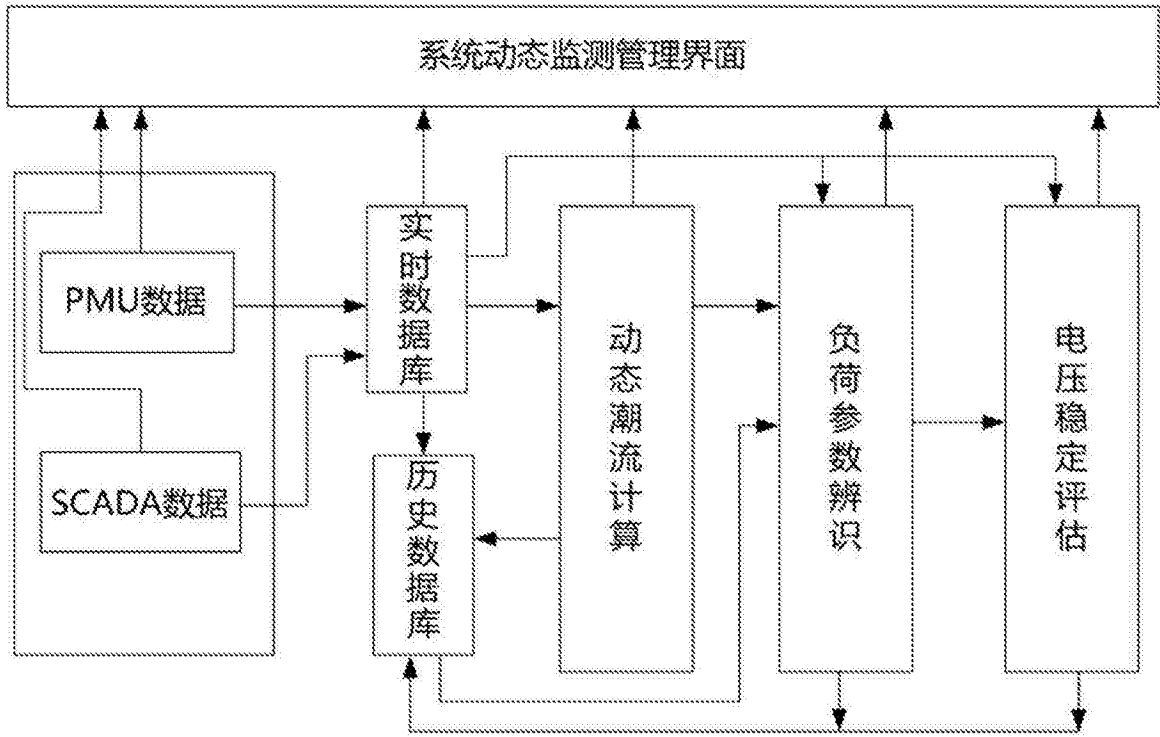 系统动态监测管理界面
PMU数据
SCADA数据
实时数据库
历史数据库
动态潮流计算
负荷参数辨识
电压稳定评估